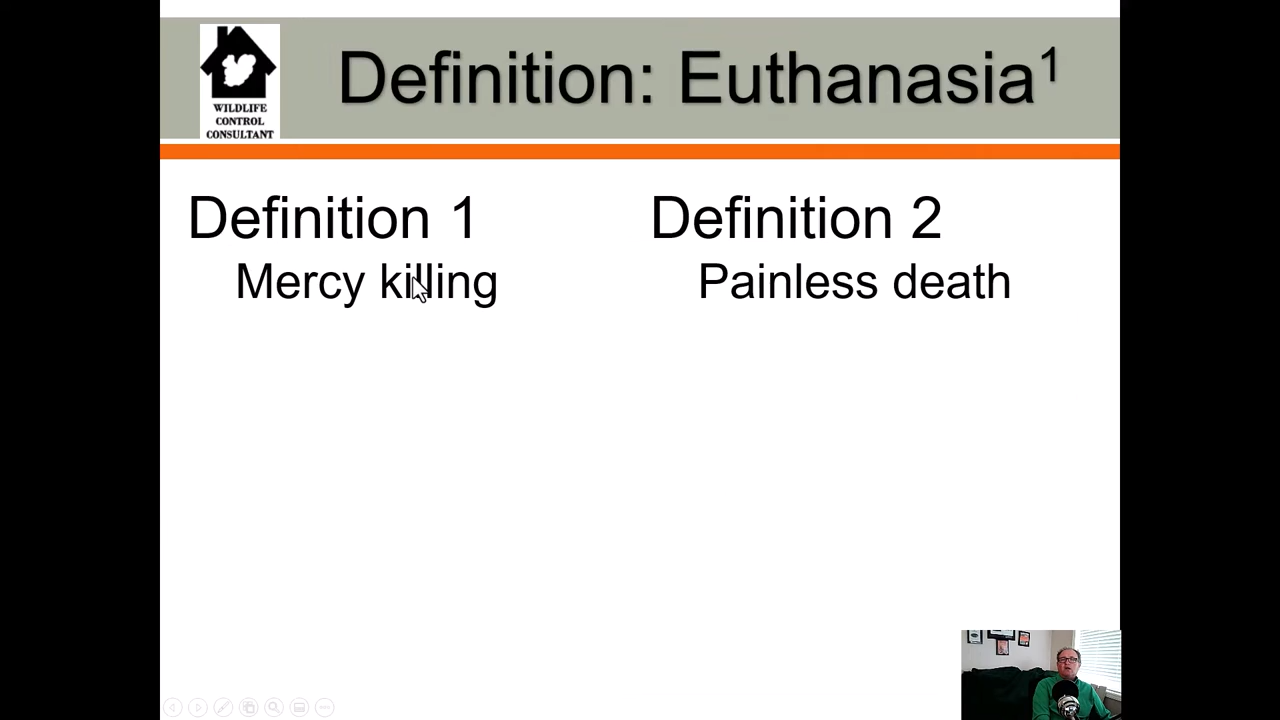 WILDLIFE
CONTROL
CONSULTANT
Definition: Euthanasia¹
Definition 1
Mercy killing
Definition 2
Painless death